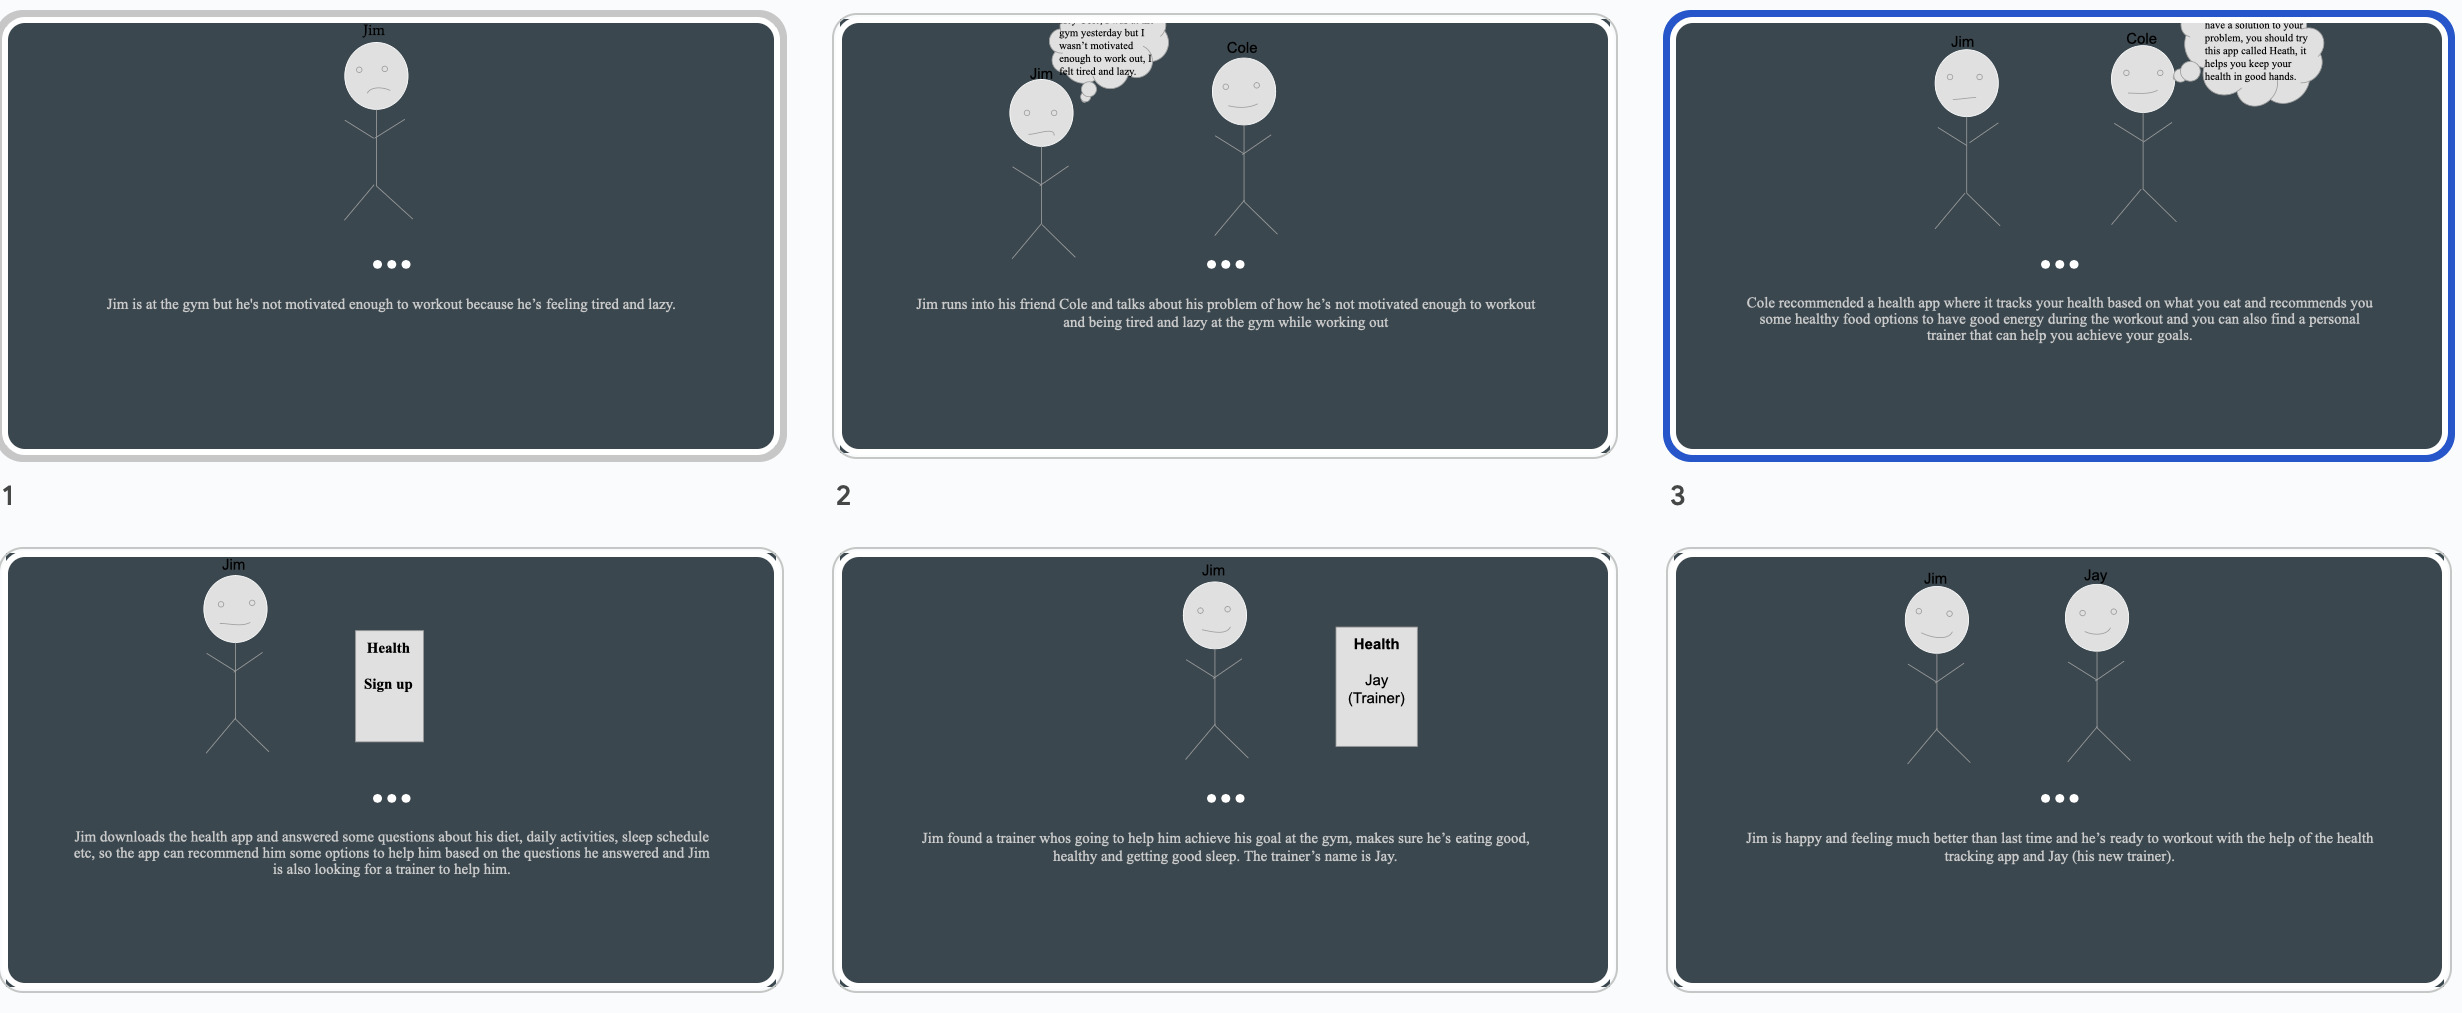 Jim
gym yesterday but I
wasn't motivated
enough to work out, I
felt tired and lazy.
Jim
Cole
have a solution to your
problem, you should try
this app called Heath, it
helps you keep your
health in good hands.
Jim
Cole
Jim is at the gym but he's not motivated enough to workout because he’s feeling tired and lazy.
Jim runs into his friend Cole and talks about his problem of how he’s not motivated enough to workout
and being tired and lazy at the gym while working out
Cole recommended a health app where it tracks your health based on what you eat and recommends you
some healthy food options to have good energy during the workout and you can also find a personal
trainer that can help you achieve your goals.
1
2
3
Jim
Health
Sign up
Jim
Health
Jay
(Trainer)
Jim
Jay
Jim downloads the health app and answered some questions about his diet, daily activities, sleep schedule
etc, so the app can recommend him some options to help him based on the questions he answered and Jim
is also looking for a trainer to help him.
Jim found a trainer whos going to help him achieve his goal at the gym, makes sure he’s eating good,
healthy and getting good sleep. The trainer’s name is Jay.
Jim is happy and feeling much better than last time and he’s ready to workout with the help of the health
tracking app and Jay (his new trainer).